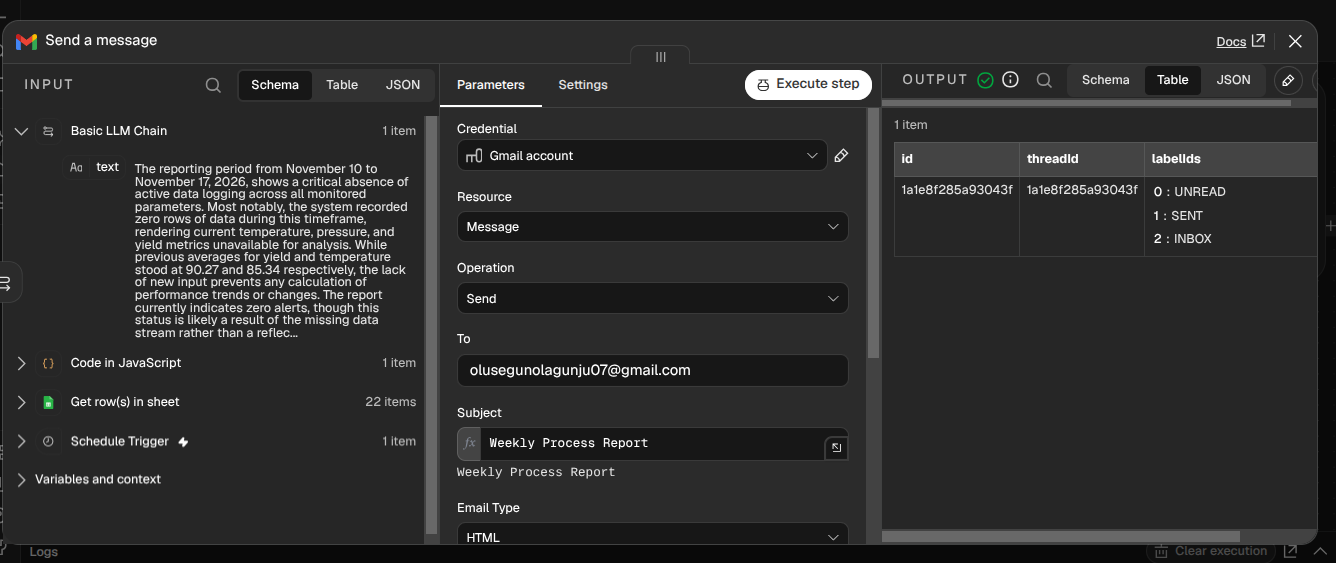 Send a message
Docs
INPUT
Schema
Table
JSON
Basic LLM Chain
1 item
Aα
text
The reporting period from November 10 to
November 17, 2026, shows a critical absence of
active data logging across all monitored
parameters. Most notably, the system recorded
zero rows of data during this timeframe,
rendering current temperature, pressure, and
yield metrics unavailable for analysis. While
previous averages for yield and temperature
stood at 90.27 and 85.34 respectively, the lack
of new input prevents any calculation of
performance trends or changes. The report
currently indicates zero alerts, though this
status is likely a result of the missing data
stream rather than a reflec...
{}
Code in JavaScript
1 item
Get row(s) in sheet
22 items
Schedule Trigger
1 item
Variables and context
Parameters
Settings
Execute step
Credential
Gmail account
Resource
Message
Operation
Send
To
olusegunolagunju07@gmail.com
Subject
fx
Weekly Process Report
Weekly Process Report
Email Type
HTML
OUTPUT
Schema
Table
JSON
1 item
id
threadId
labelIds
1a1e8f285a93043f
1a1e8f285a93043f
0 : UNREAD
1 : SENT
2 : INBOX
Logs
Clear execution